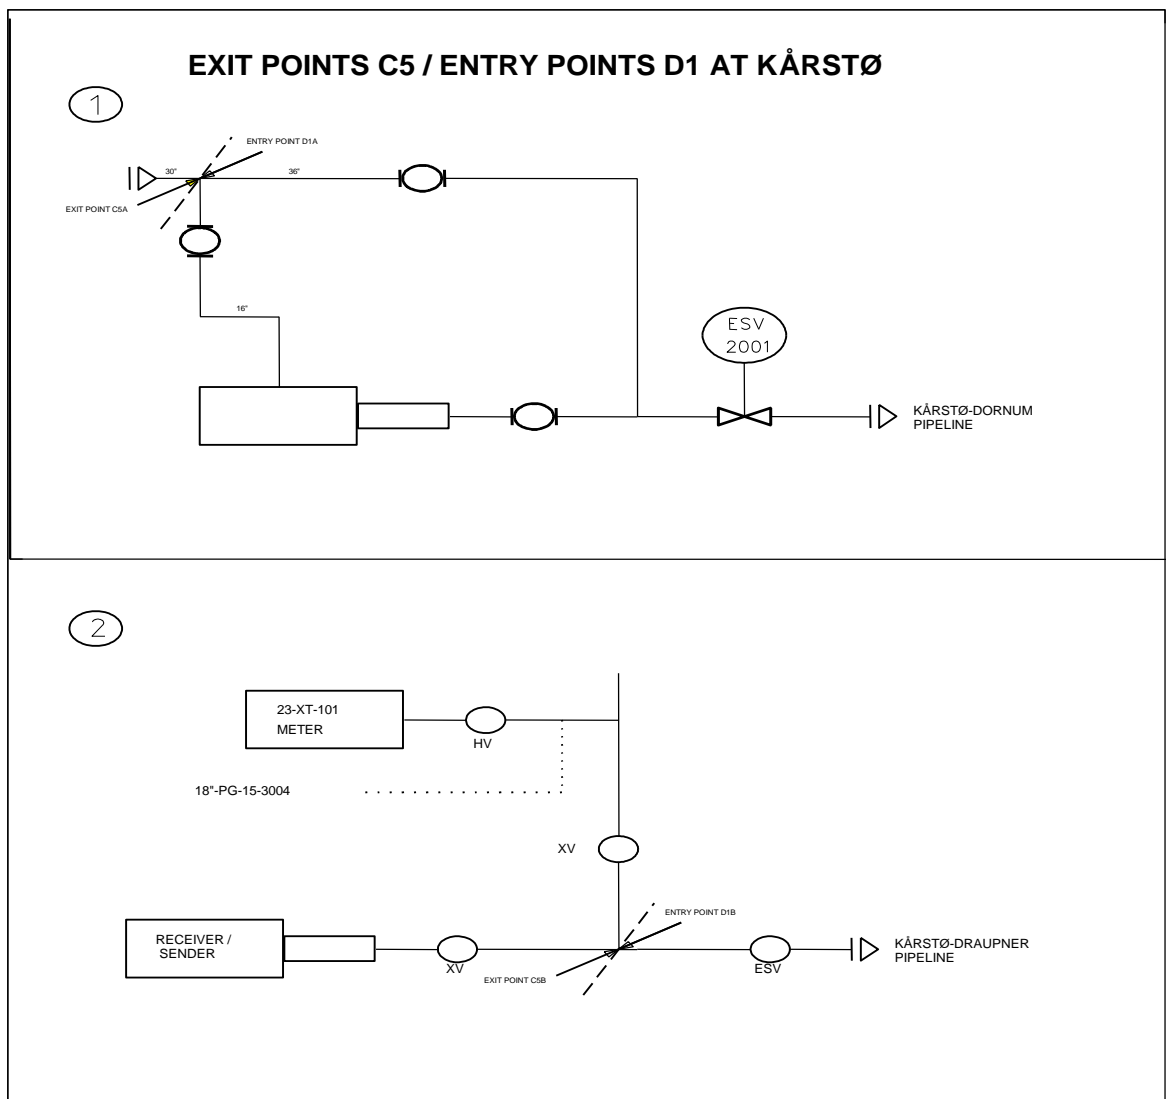 EXIT POINTS C5 / ENTRY POINTS D1 AT KÅRSTØ
1
ENTRY POINT D1A
30"
36"
EXIT POINT C5A
16"
ESV
2001
KÅRSTØ-DORNUM
PIPELINE
2
23-XT-101
METER
HV
18"-PG-15-3004
XV
ENTRY POINT D1B
RECEIVER /
SENDER
XV
EXIT POINT C5B
ESV
KÅRSTØ-DRAUPNER
PIPELINE